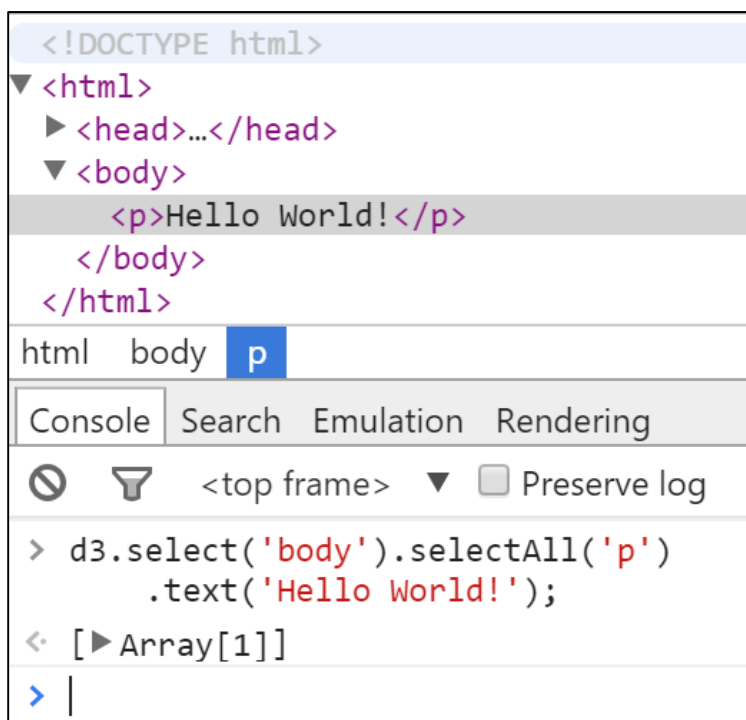 <!DOCTYPE html>
▼ <html>
▶ <head>…</head>
▼ <body>
<p>Hello World!</p>
</body>
</html>
html body p
Console Search Emulation Rendering
<top frame> ▼ Preserve log
> d3.select('body').selectAll('p')
.text('Hello World!');
[▶Array[1]]
>